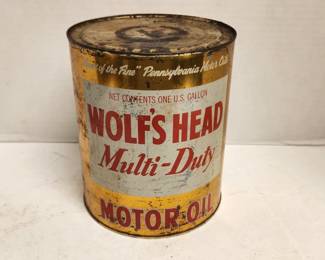 of the Fine" Pennsylvania Motor Oils
NET CONTENTS ONE U.S. GALLON
WOLF'S HEAD
Multi-Duty
MOTOR OIL